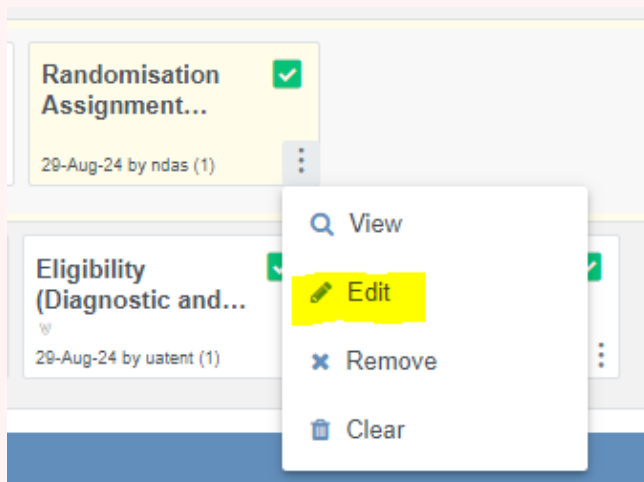 Randomisation
Assignment...
29-Aug-24 by ndas (1)
View
Eligibility
(Diagnostic and...
29-Aug-24 by uatent (1)
Edit
Remove
Clear